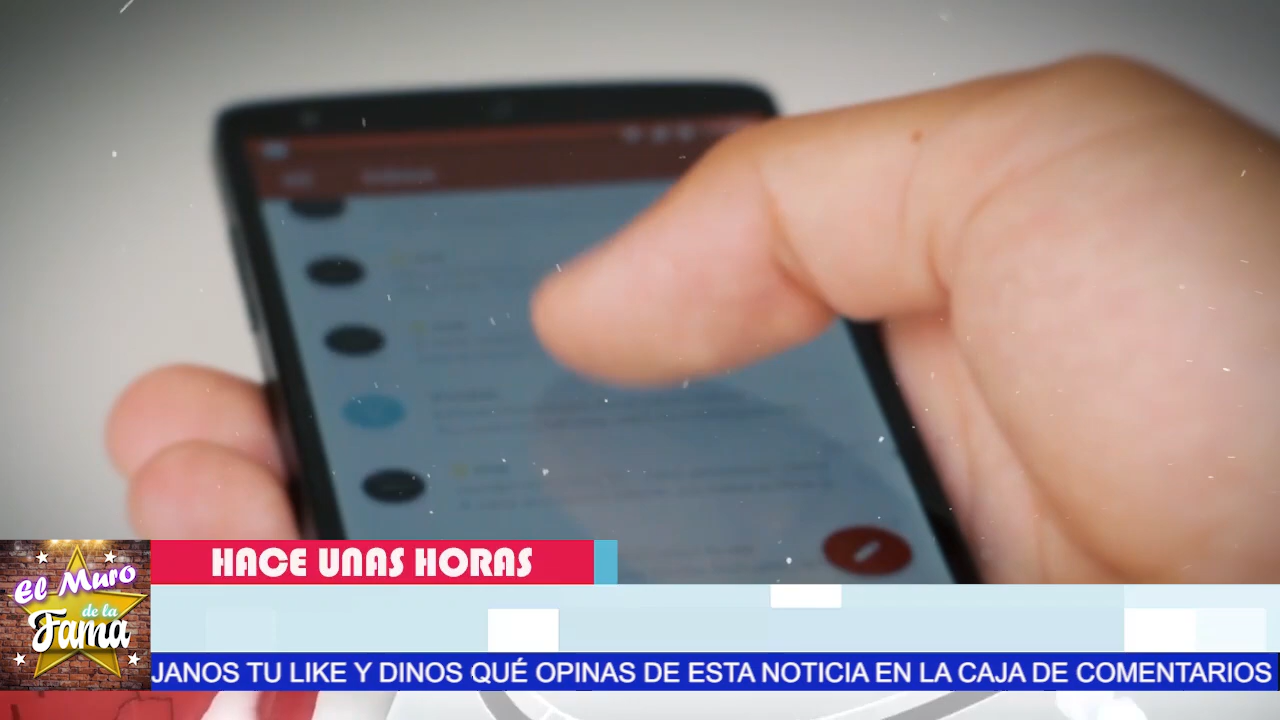 HACE UNAS HORAS
El Muro
de la
Fama
JANOS TU LIKE Y DINOS QUÉ OPINAS DE ESTA NOTICIA EN LA CAJA DE COMENTARIOS